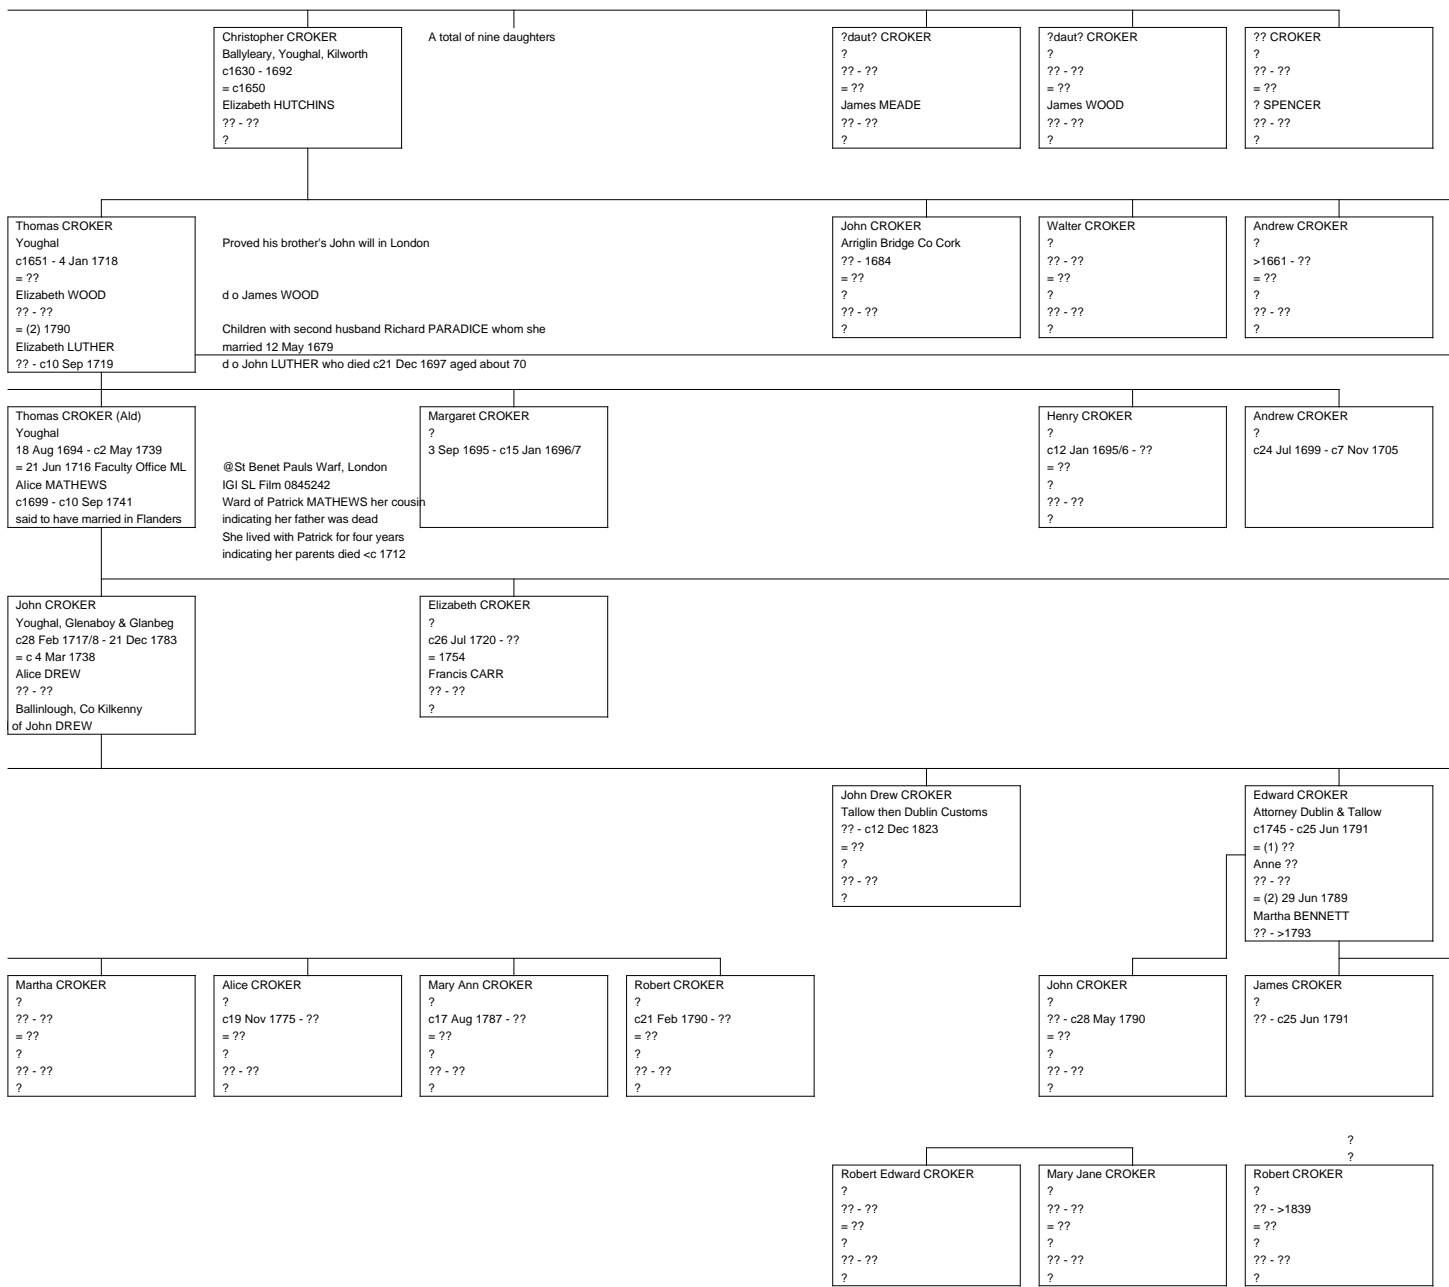 Christopher CROKER
Ballyleary, Youghal, Kilworth
c1630 - 1692
= c1650
Elizabeth HUTCHINS
?? - ??
?
A total of nine daughters
?daut? CROKER
?
?? - ??
= ??
James MEADE
?? - ??
?
?daut? CROKER
?
?? - ??
= ??
James WOOD
?? - ??
?
?? CROKER
?
?? - ??
= ??
? SPENCER
?? - ??
?
Thomas CROKER
Youghal
c1651 - 4 Jan 1718
= ??
Elizabeth WOOD
?? - ??
= (2) 1790
Elizabeth LUTHER
?? - c10 Sep 1719
Proved his brother's John will in London
d o James WOOD
Children with second husband Richard PARADICE whom she
married 12 May 1679
d o John LUTHER who died c21 Dec 1697 aged about 70
John CROKER
Arriglin Bridge Co Cork
?? - 1684
= ??
?
?? - ??
?
Walter CROKER
?
?? - ??
= ??
?
?? - ??
?
Andrew CROKER
?
>1661 - ??
= ??
?
?? - ??
?
Thomas CROKER (Ald)
Youghal
18 Aug 1694 - c2 May 1739
= 21 Jun 1716 Faculty Office ML
Alice MATHEWS
c1699 - c10 Sep 1741
said to have married in Flanders
@St Benet Pauls Warf, London
IGI SL Film 0845242
Ward of Patrick MATHEWS her cousin
indicating her father was dead
She lived with Patrick for four years
indicating her parents died <c 1712
Margaret CROKER
?
3 Sep 1695 - c15 Jan 1696/7
Henry CROKER
?
c12 Jan 1695/6 - ??
= ??
?
?? - ??
?
Andrew CROKER
?
c24 Jul 1699 - c7 Nov 1705
John CROKER
Youghal, Glenaboy & Glanbeg
c28 Feb 1717/8 - 21 Dec 1783
= c 4 Mar 1738
Alice DREW
?? - ??
Ballinlough, Co Kilkenny
of John DREW
Elizabeth CROKER
?
c26 Jul 1720 - ??
= 1754
Francis CARR
?? - ??
?
John Drew CROKER
Tallow then Dublin Customs
?? - c12 Dec 1823
= ??
?
?? - ??
?
Edward CROKER
Attorney Dublin & Tallow
c1745 - c25 Jun 1791
= (1) ??
Anne ??
?? - ??
= (2) 29 Jun 1789
Martha BENNETT
?? - >1793
Martha CROKER
?
?? - ??
= ??
?
?? - ??
?
Alice CROKER
?
c19 Nov 1775 - ??
= ??
?
?? - ??
?
Mary Ann CROKER
?
c17 Aug 1787 - ??
= ??
?
?? - ??
?
Robert CROKER
?
c21 Feb 1790 - ??
= ??
?
?? - ??
?
John CROKER
?
?? - c28 May 1790
= ??
?
?? - ??
?
James CROKER
?
?? - c25 Jun 1791
Robert Edward CROKER
?
?? - ??
= ??
?
?? - ??
?
Mary Jane CROKER
?
?? - ??
= ??
?
?? - ??
?
?
?
Robert CROKER
?
?? - >1839
= ??
?
?? - ??
?